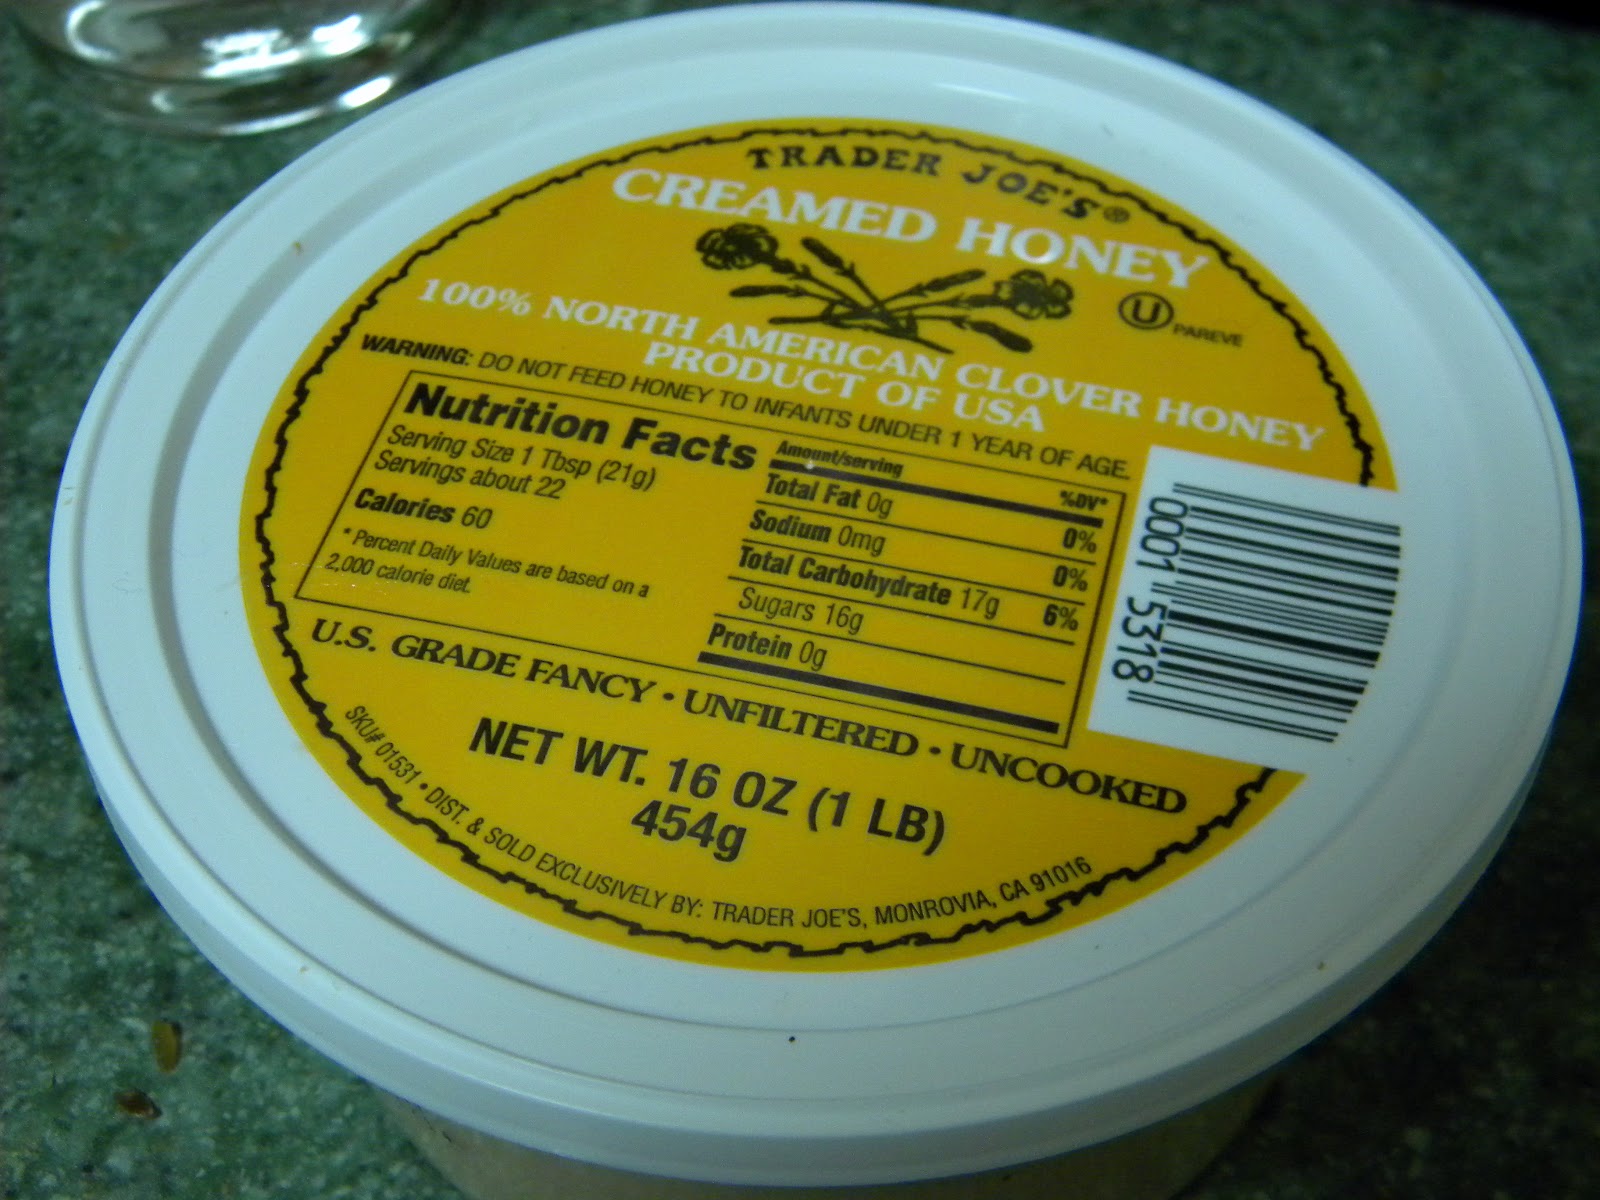 TRADER JOE'S®
CREAMED HONEY
U PAREVE
100% NORTH AMERICAN CLOVER HONEY
PRODUCT OF USA
WARNING: DO NOT FEED HONEY TO INFANTS UNDER 1 YEAR OF AGE.
Nutrition Facts
Serving Size 1 Tbsp (21g)
Servings about 22
Calories 60
* Percent Daily Values are based on a
2,000 calorie diet.
Amount/serving %DV*
Total Fat 0g 0%
Sodium 0mg 0%
Total Carbohydrate 17g 6%
Sugars 16g
Protein 0g
0001 5318
U.S. GRADE FANCY • UNFILTERED • UNCOOKED
NET WT. 16 OZ (1 LB)
454g
SKU# 01531 • DIST. & SOLD EXCLUSIVELY BY: TRADER JOE'S, MONROVIA, CA 91016